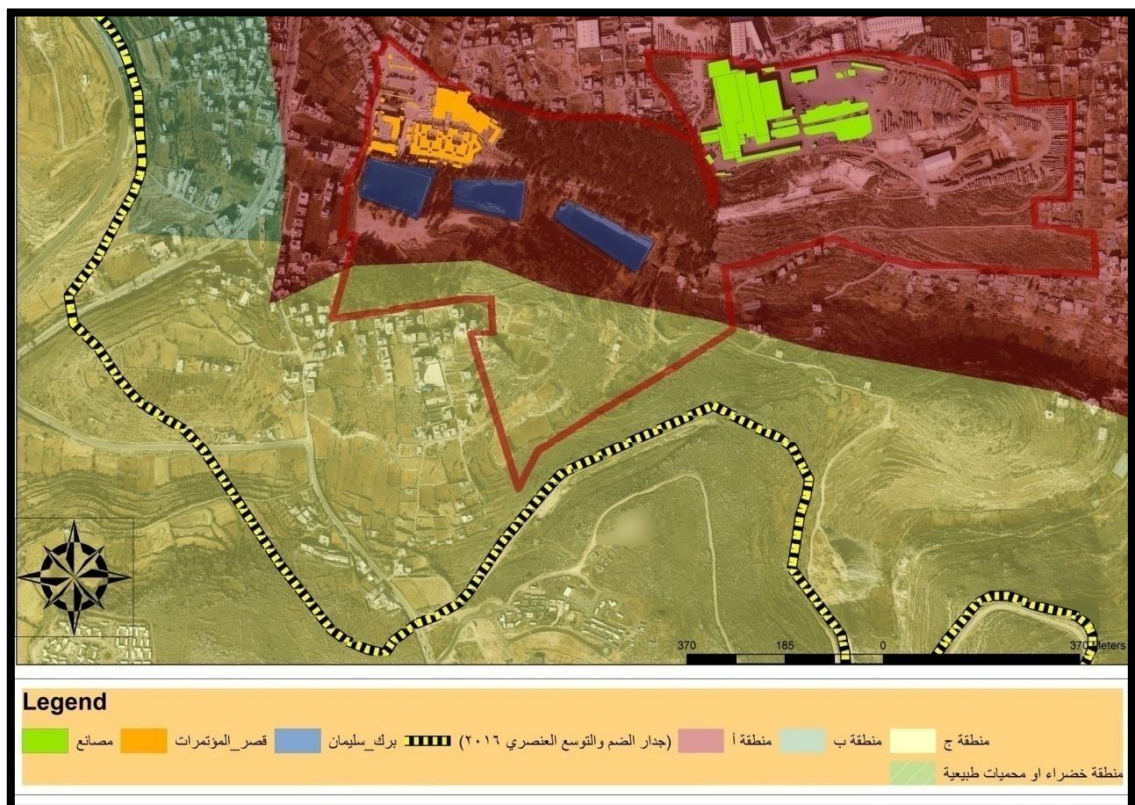 370 185 0 370 Meters
Legend
مصانع قصر_المؤتمرات برك_سليمان (جدار الضم والتوسع العنصري ٢٠١٦) منطقة أ منطقة ب منطقة ج
منطقة خضراء او محميات طبيعية